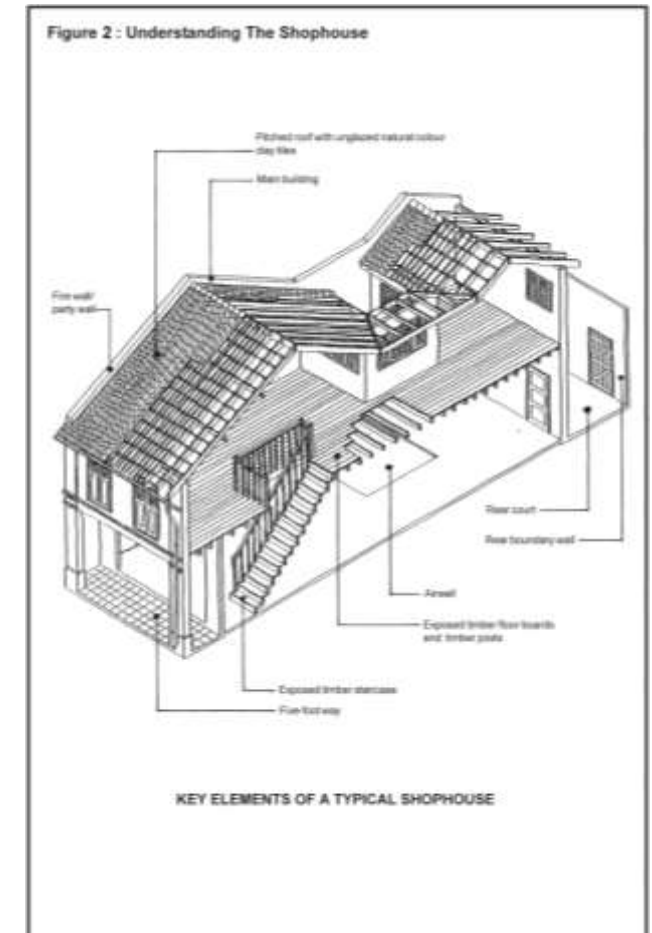 Figure 2 : Understanding The Shophouse
Pitched roof with unglazed natural colour
clay tiles
Main building
Fire wall/
party wall
Rear court
Rear boundary wall
Airwell
Exposed timber floor boards
and timber joists
Exposed timber staircase
Five-foot way
KEY ELEMENTS OF A TYPICAL SHOPHOUSE